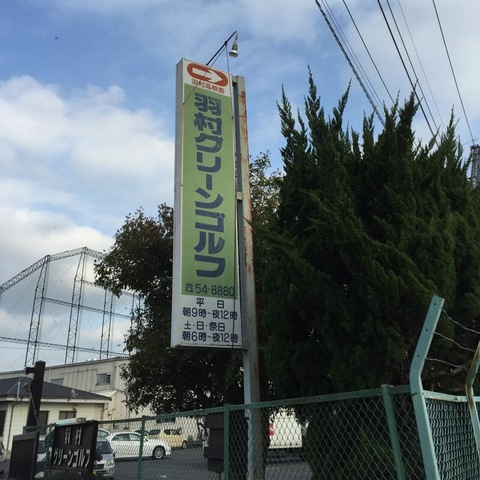 羽村高校前
羽村グリーンゴルフ
☎54-8880
平日
朝9時~夜12時
土・日・祭日
朝6時~夜12時
羽村
グリーンゴルフ